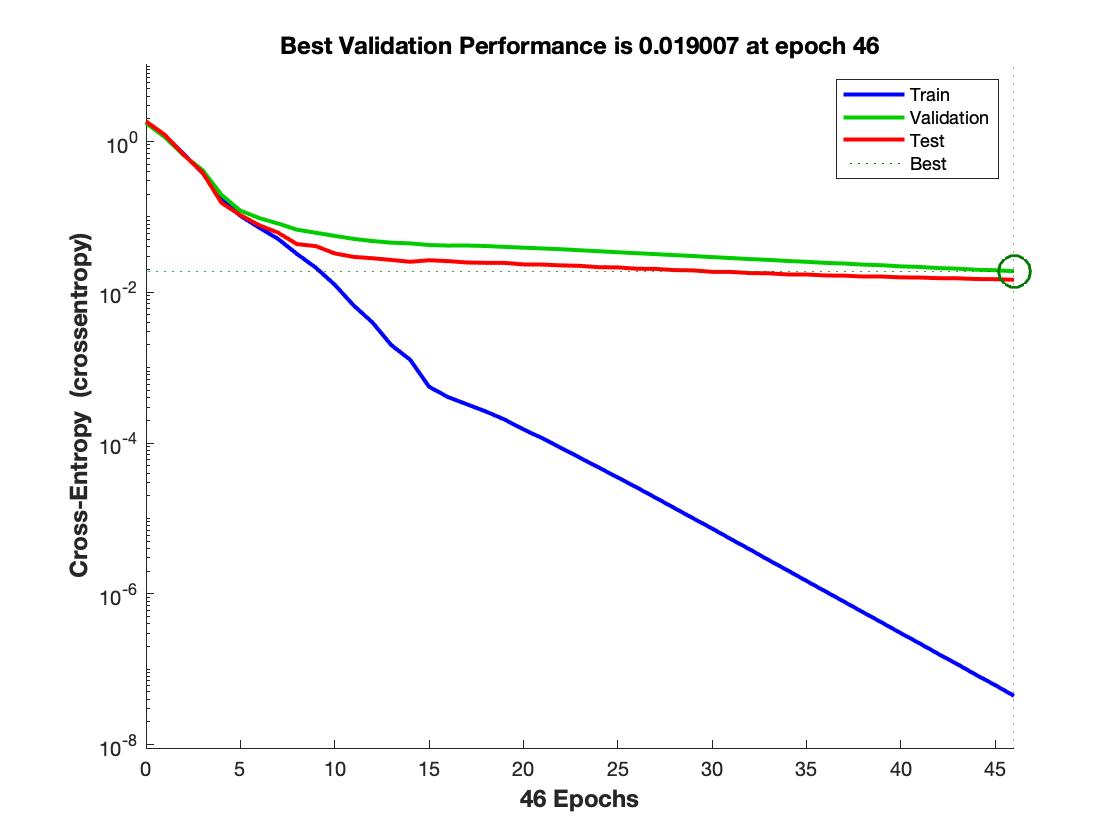 Best Validation Performance is 0.019007 at epoch 46
Train
Validation
Test
Best
Cross-Entropy (crossentropy)
10^0
10^-2
10^-4
10^-6
10^-8
0 5 10 15 20 25 30 35 40 45
46 Epochs